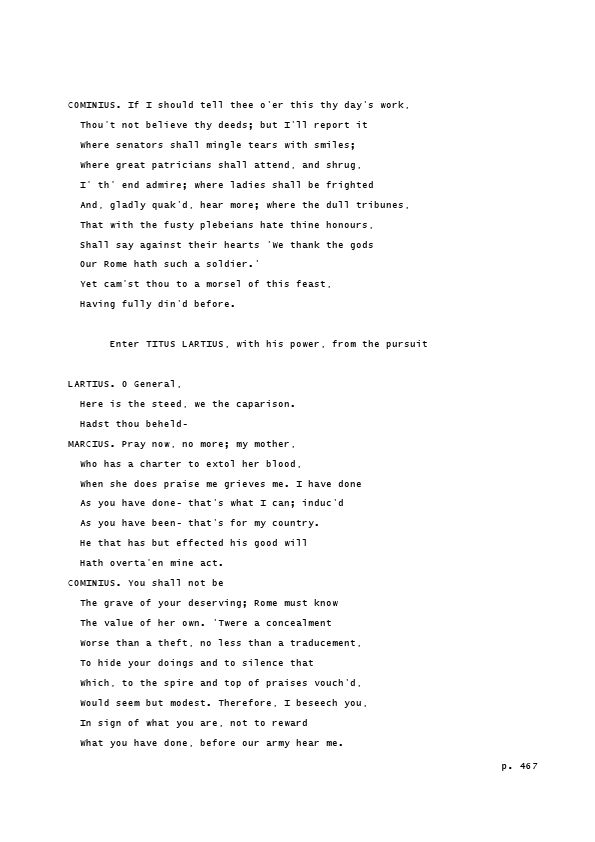 COMINIUS. If I should tell thee o'er this thy day's work,
Thou't not believe thy deeds; but I'll report it
Where senators shall mingle tears with smiles;
Where great patricians shall attend, and shrug,
I' th' end admire; where ladies shall be frighted
And, gladly quak'd, hear more; where the dull tribunes,
That with the fusty plebeians hate thine honours,
Shall say against their hearts 'We thank the gods
Our Rome hath such a soldier.'
Yet cam'st thou to a morsel of this feast,
Having fully din'd before.
Enter TITUS LARTIUS, with his power, from the pursuit
LARTIUS. O General,
Here is the steed, we the caparison.
Hadst thou beheld-
MARCIUS. Pray now, no more; my mother,
Who has a charter to extol her blood,
When she does praise me grieves me. I have done
As you have done- that's what I can; induc'd
As you have been- that's for my country.
He that has but effected his good will
Hath overta'en mine act.
COMINIUS. You shall not be
The grave of your deserving; Rome must know
The value of her own. 'Twere a concealment
Worse than a theft, no less than a traducement,
To hide your doings and to silence that
Which, to the spire and top of praises vouch'd,
Would seem but modest. Therefore, I beseech you,
In sign of what you are, not to reward
What you have done, before our army hear me.
p. 467